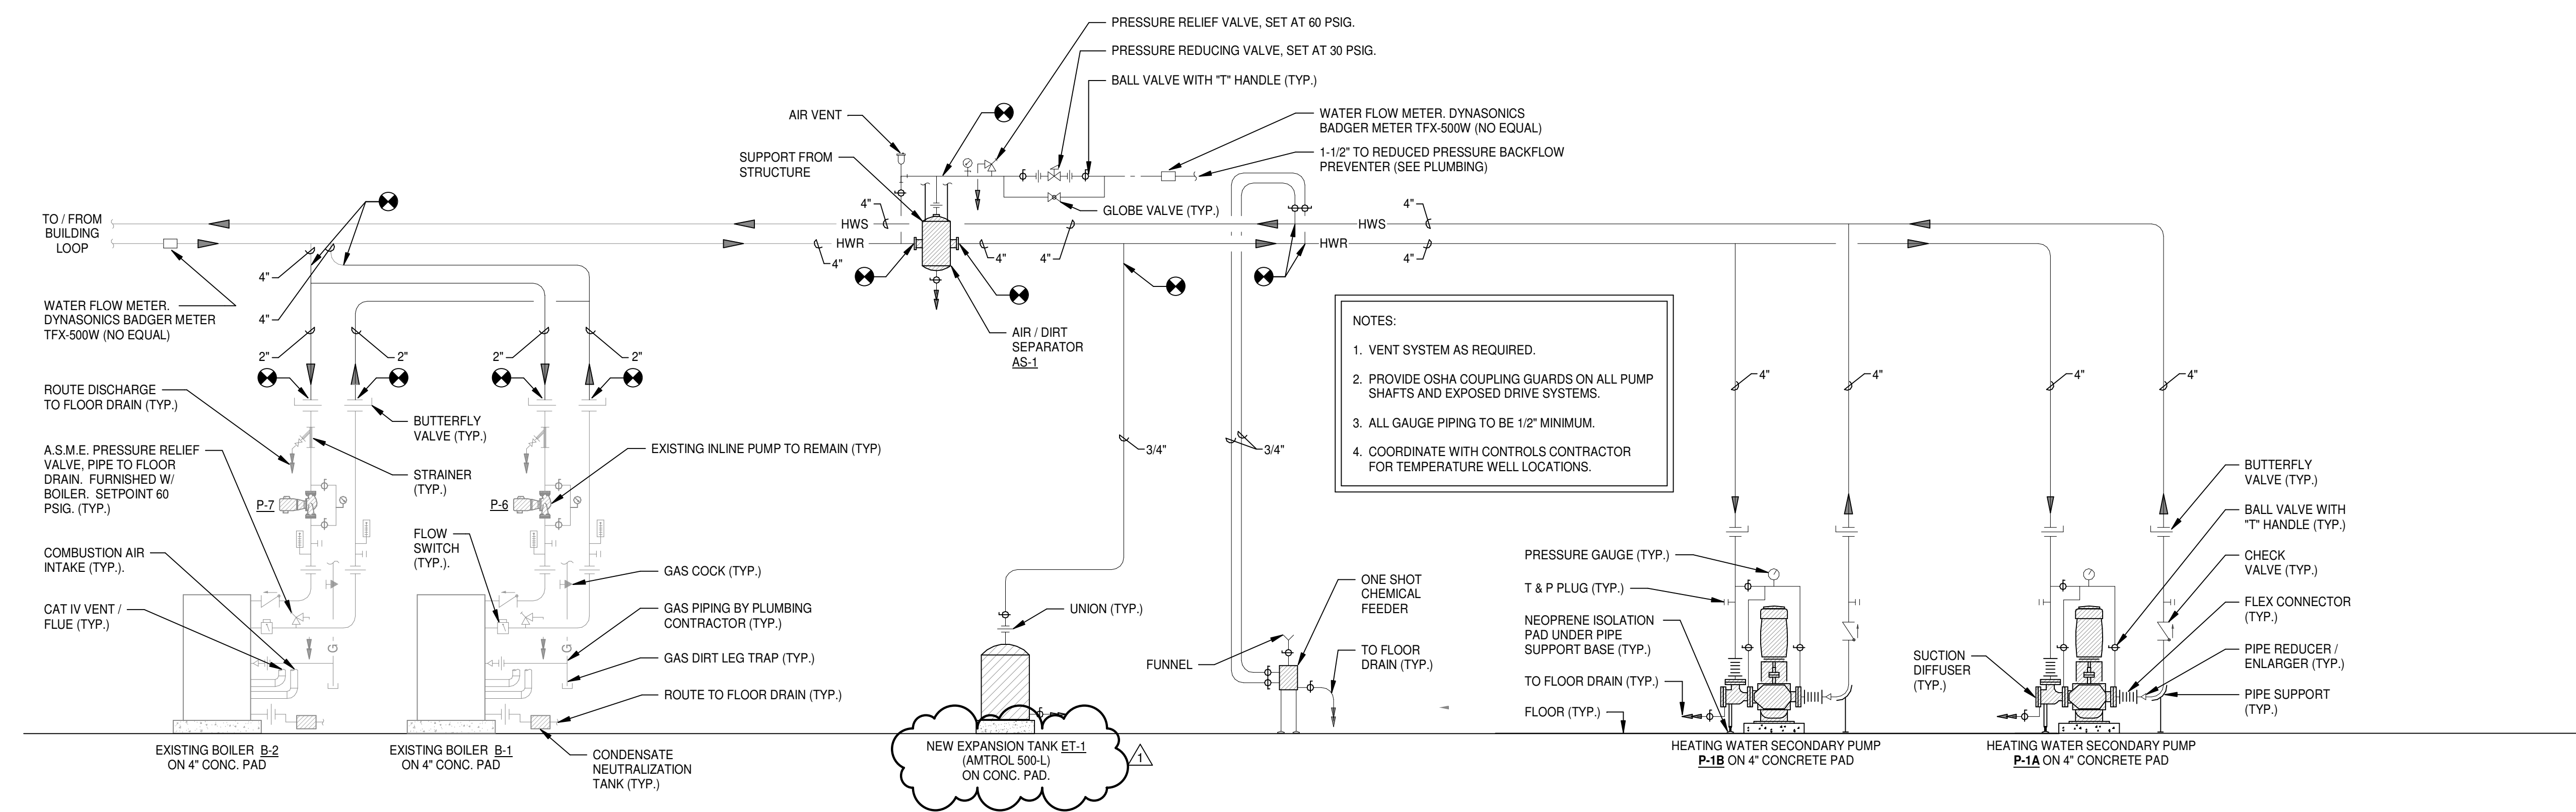 PRESSURE RELIEF VALVE, SET AT 60 PSIG.
PRESSURE REDUCING VALVE, SET AT 30 PSIG.
BALL VALVE WITH "T" HANDLE (TYP.)
AIR VENT
WATER FLOW METER. DYNASONICS
BADGER METER TFX-500W (NO EQUAL)
SUPPORT FROM
STRUCTURE
1-1/2" TO REDUCED PRESSURE BACKFLOW
PREVENTER (SEE PLUMBING)
GLOBE VALVE (TYP.)
TO / FROM
BUILDING
LOOP
4"
HWS
HWS
4"
HWR
4"
4"
4"
HWR
4"
4"
4"
WATER FLOW METER.
DYNASONICS BADGER METER
TFX-500W (NO EQUAL)
AIR / DIRT
SEPARATOR
AS-1
NOTES:
1. VENT SYSTEM AS REQUIRED.
2. PROVIDE OSHA COUPLING GUARDS ON ALL PUMP
SHAFTS AND EXPOSED DRIVE SYSTEMS.
3. ALL GAUGE PIPING TO BE 1/2" MINIMUM.
4. COORDINATE WITH CONTROLS CONTRACTOR
FOR TEMPERATURE WELL LOCATIONS.
2"
2"
2"
2"
4"
4"
4"
4"
ROUTE DISCHARGE
TO FLOOR DRAIN (TYP.)
BUTTERFLY
VALVE (TYP.)
A.S.M.E. PRESSURE RELIEF
VALVE, PIPE TO FLOOR
DRAIN. FURNISHED W/
BOILER. SETPOINT 60
PSIG. (TYP.)
STRAINER
(TYP.)
EXISTING INLINE PUMP TO REMAIN (TYP)
3/4"
3/4"
P-7
P-6
FLOW
SWITCH
(TYP.).
COMBUSTION AIR
INTAKE (TYP.).
GAS COCK (TYP.)
CAT IV VENT /
FLUE (TYP.)
GAS PIPING BY PLUMBING
CONTRACTOR (TYP.)
G
G
GAS DIRT LEG TRAP (TYP.)
ROUTE TO FLOOR DRAIN (TYP.)
UNION (TYP.)
FUNNEL
ONE SHOT
CHEMICAL
FEEDER
TO FLOOR
DRAIN (TYP.)
PRESSURE GAUGE (TYP.)
T & P PLUG (TYP.)
NEOPRENE ISOLATION
PAD UNDER PIPE
SUPPORT BASE (TYP.)
TO FLOOR DRAIN (TYP.)
FLOOR (TYP.)
SUCTION
DIFFUSER
(TYP.)
BUTTERFLY
VALVE (TYP.)
BALL VALVE WITH
"T" HANDLE (TYP.)
CHECK
VALVE (TYP.)
FLEX CONNECTOR
(TYP.)
PIPE REDUCER /
ENLARGER (TYP.)
PIPE SUPPORT
(TYP.)
EXISTING BOILER B-2
ON 4" CONC. PAD
EXISTING BOILER B-1
ON 4" CONC. PAD
CONDENSATE
NEUTRALIZATION
TANK (TYP.)
NEW EXPANSION TANK ET-1
(AMTROL 500-L)
ON CONC. PAD.
1
HEATING WATER SECONDARY PUMP
P-1B ON 4" CONCRETE PAD
HEATING WATER SECONDARY PUMP
P-1A ON 4" CONCRETE PAD